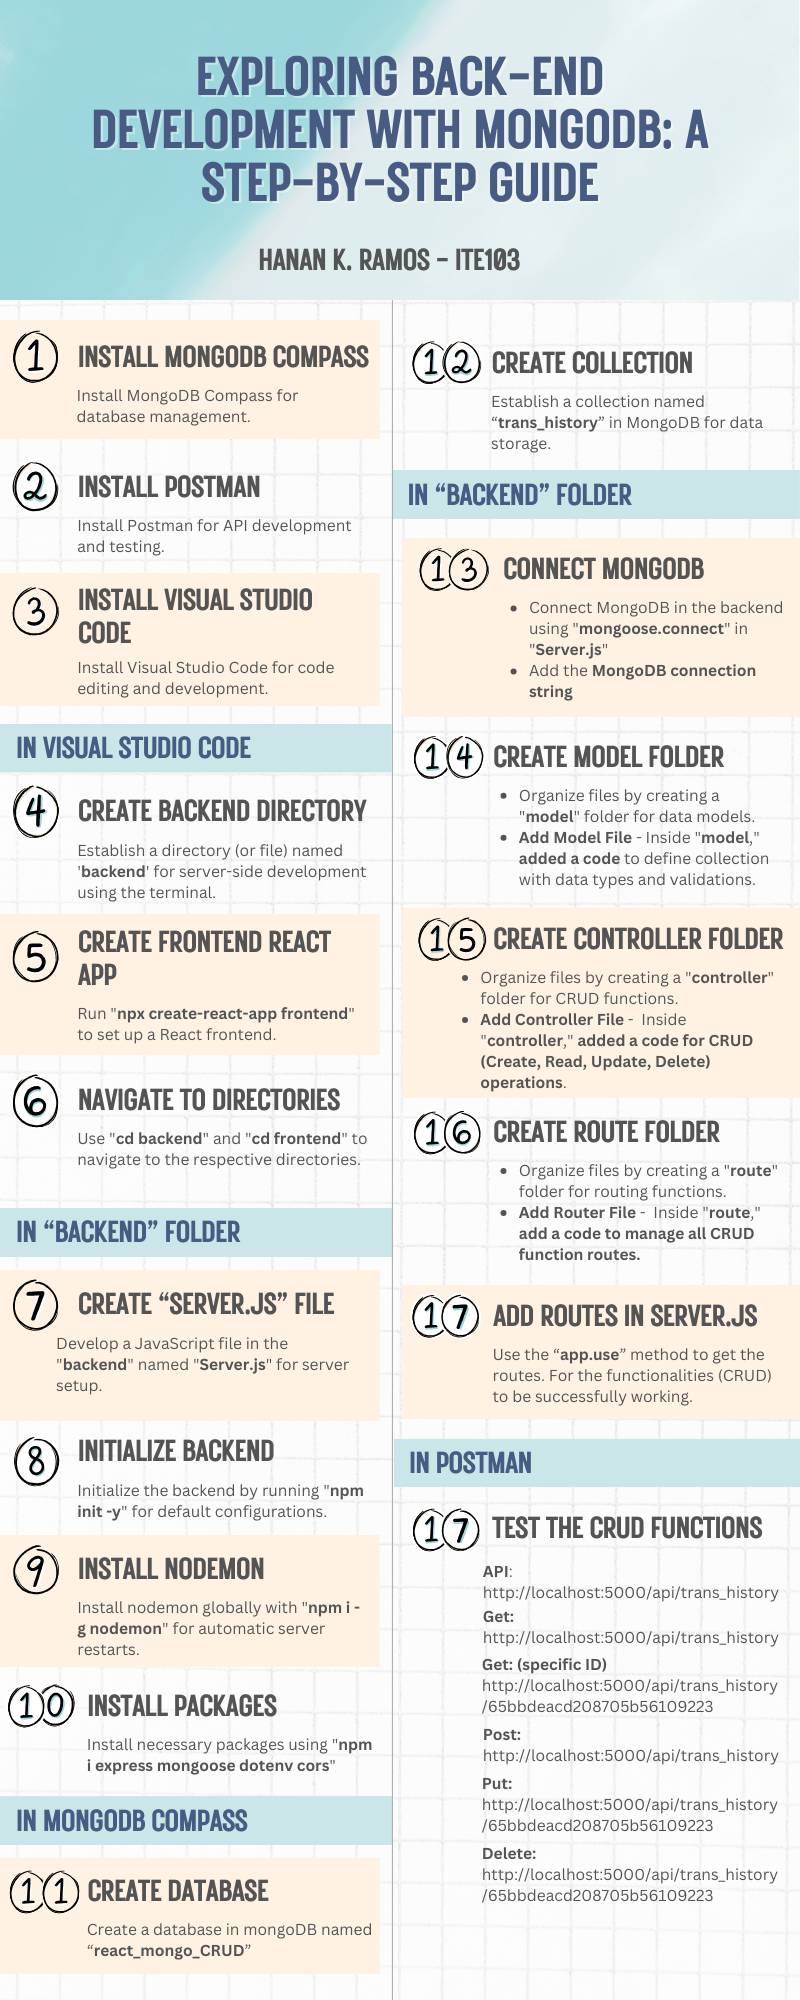 EXPLORING BACK-END
DEVELOPMENT WITH MONGODB: A
STEP-BY-STEP GUIDE
HANAN K. RAMOS - ITE103
1 INSTALL MONGODB COMPASS
Install MongoDB Compass for
database management.
2 INSTALL POSTMAN
Install Postman for API development
and testing.
3 INSTALL VISUAL STUDIO
CODE
Install Visual Studio Code for code
editing and development.
IN VISUAL STUDIO CODE
4 CREATE BACKEND DIRECTORY
Establish a directory (or file) named
'backend' for server-side development
using the terminal.
5 CREATE FRONTEND REACT
APP
Run "npx create-react-app frontend"
to set up a React frontend.
6 NAVIGATE TO DIRECTORIES
Use "cd backend" and "cd frontend" to
navigate to the respective directories.
IN “BACKEND” FOLDER
7 CREATE “SERVER.JS” FILE
Develop a JavaScript file in the
"backend" named "Server.js" for server
setup.
8 INITIALIZE BACKEND
Initialize the backend by running "npm
init -y" for default configurations.
9 INSTALL NODEMON
Install nodemon globally with "npm i -
g nodemon" for automatic server
restarts.
10 INSTALL PACKAGES
Install necessary packages using "npm
i express mongoose dotenv cors"
IN MONGODB COMPASS
11 CREATE DATABASE
Create a database in mongoDB named
“react_mongo_CRUD”
12 CREATE COLLECTION
Establish a collection named
“trans_history” in MongoDB for data
storage.
IN “BACKEND” FOLDER
13 CONNECT MONGODB
• Connect MongoDB in the backend
using "mongoose.connect" in
"Server.js"
• Add the MongoDB connection
string
14 CREATE MODEL FOLDER
• Organize files by creating a
"model" folder for data models.
• Add Model File - Inside "model,"
added a code to define collection
with data types and validations.
15 CREATE CONTROLLER FOLDER
• Organize files by creating a "controller"
folder for CRUD functions.
• Add Controller File - Inside
"controller," added a code for CRUD
(Create, Read, Update, Delete)
operations.
16 CREATE ROUTE FOLDER
• Organize files by creating a "route"
folder for routing functions.
• Add Router File - Inside "route,"
add a code to manage all CRUD
function routes.
17 ADD ROUTES IN SERVER.JS
Use the “app.use” method to get the
routes. For the functionalities (CRUD)
to be successfully working.
IN POSTMAN
17 TEST THE CRUD FUNCTIONS
API:
http://localhost:5000/api/trans_history
Get:
http://localhost:5000/api/trans_history
Get: (specific ID)
http://localhost:5000/api/trans_history
/65bbdeacd208705b56109223
Post:
http://localhost:5000/api/trans_history
Put:
http://localhost:5000/api/trans_history
/65bbdeacd208705b56109223
Delete:
http://localhost:5000/api/trans_history
/65bbdeacd208705b56109223